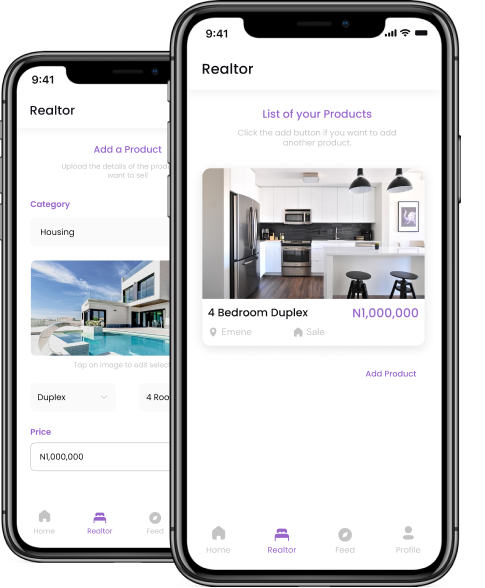 9:41
Realtor
Add a Product
Upload the details of the
want to sell
Category
Housing
Tap on image to edit
Duplex
4
Price
N1,000,000
Home
Realtor
Feed
9:41
Realtor
List of your Products
Click the add button if you want to add
another product.
4 Bedroom Duplex
N1,000,000
Emene
Sale
Add Product
Home
Realtor
Feed
Profile